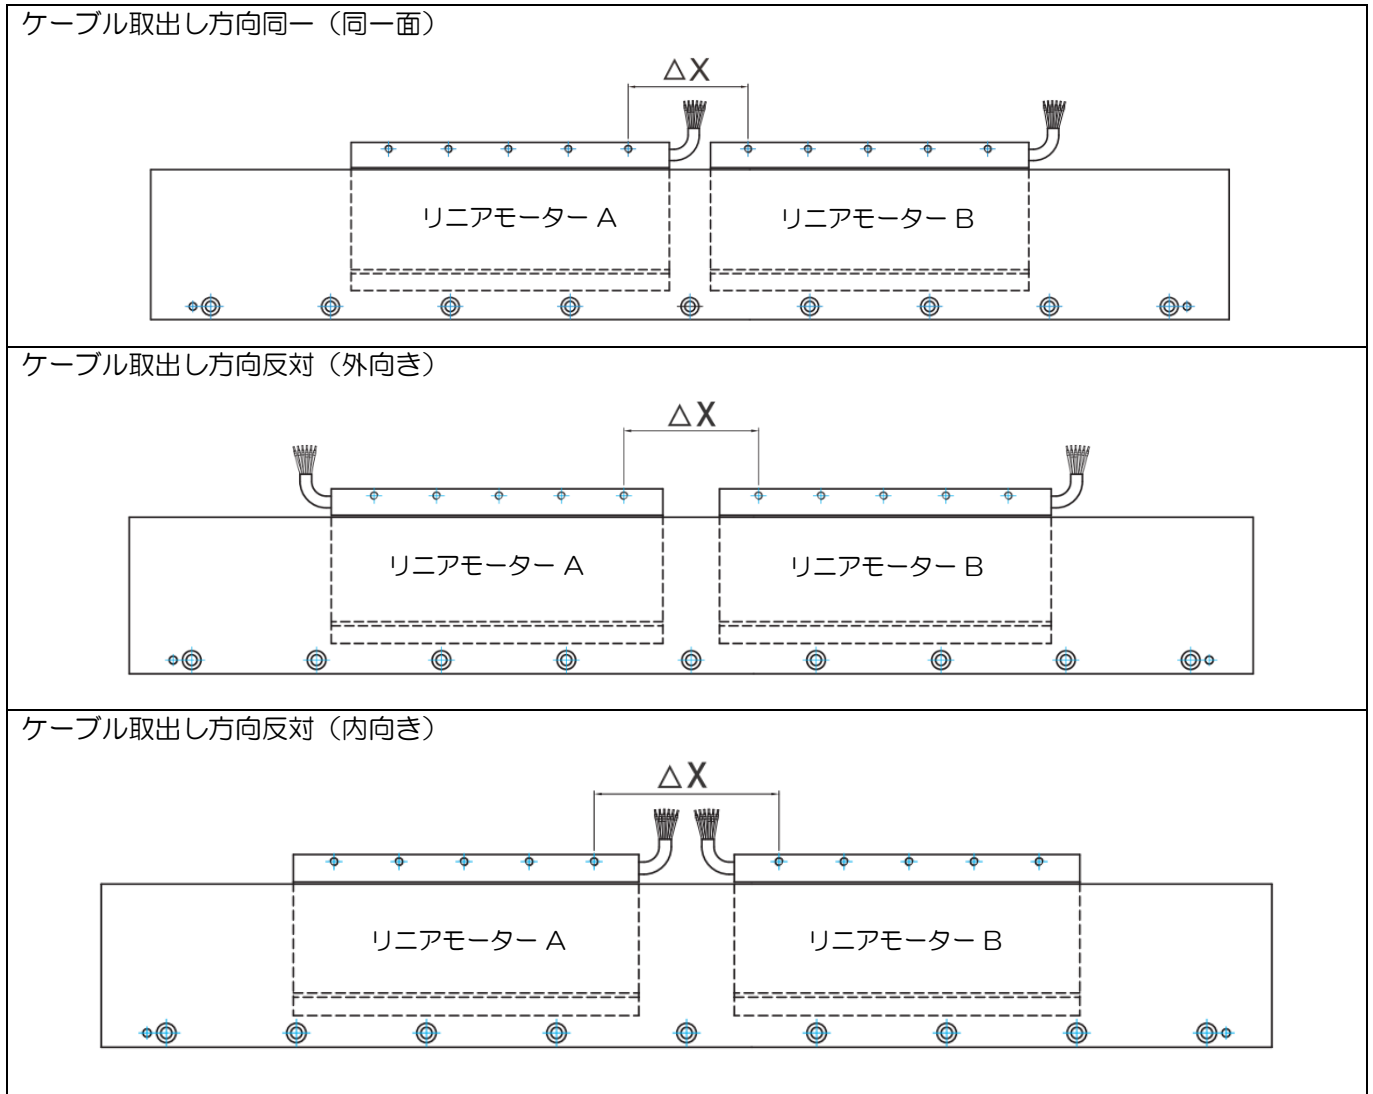 ケーブル取出し方向同一（同一面）
△X
リニアモーター A
リニアモーター B
ケーブル取出し方向反対（外向き）
△X
リニアモーター A
リニアモーター B
ケーブル取出し方向反対（内向き）
△X
リニアモーター A
リニアモーター B